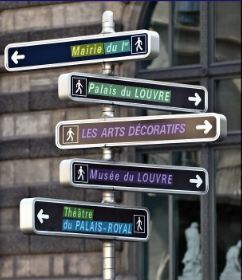 Mairie du Ier
Palais du LOUVRE
LES ARTS DÉCORATIFS
Musée du LOUVRE
Théâtre
du PALAIS-ROYAL